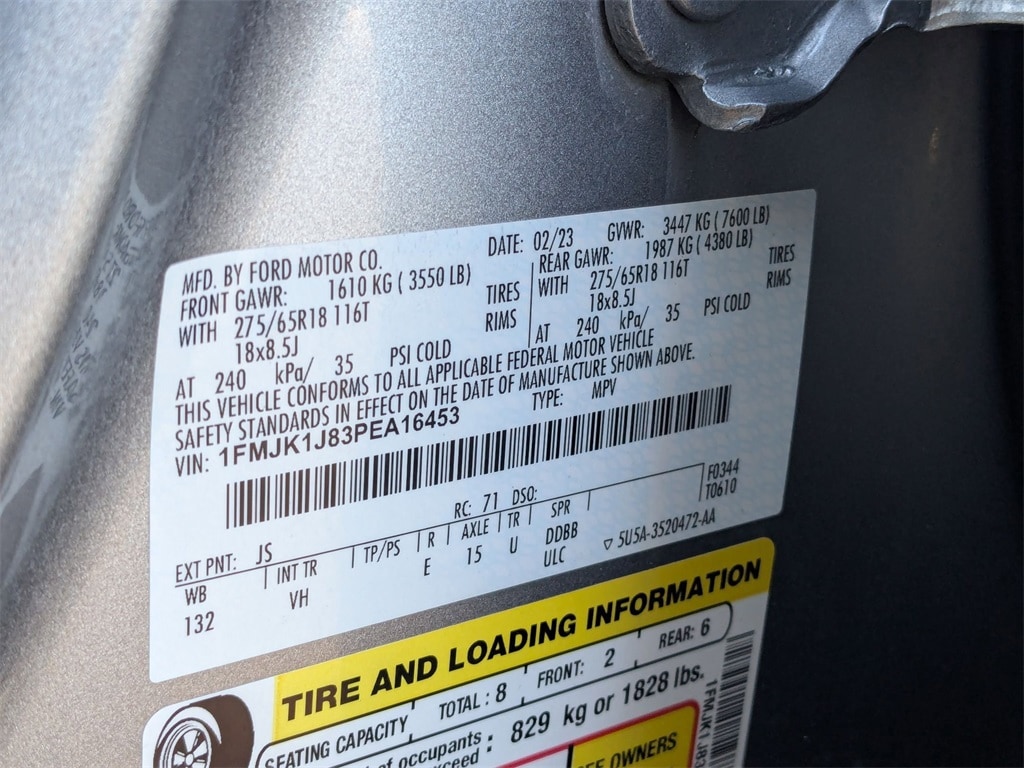 MFD. BY FORD MOTOR CO.
DATE: 02/23 GVWR: 3447 KG ( 7600 LB)
FRONT GAWR: 1610 KG ( 3550 LB)
REAR GAWR: 1987 KG ( 4380 LB)
WITH 275/65R18 116T TIRES
WITH 275/65R18 116T TIRES
18x8.5J RIMS
18x8.5J RIMS
AT 240 kPa/ 35 PSI COLD
AT 240 kPa/ 35 PSI COLD
THIS VEHICLE CONFORMS TO ALL APPLICABLE FEDERAL MOTOR VEHICLE
SAFETY STANDARDS IN EFFECT ON THE DATE OF MANUFACTURE SHOWN ABOVE.
VIN: 1FMJK1J83PEA16453 TYPE: MPV
F0344
T0610
EXT PNT: JS RC: 71 DSO:
WB INT TR TP/PS R AXLE TR SPR
132 VH E 15 U DDBB
ULC ▽ 5U5A-3520472-AA
TIRE AND LOADING INFORMATION
SEATING CAPACITY TOTAL : 8 FRONT: 2 REAR: 6
of occupants
exceed : 829 kg or 1828 lbs.
SEE OWNERS
1FMJK1J83